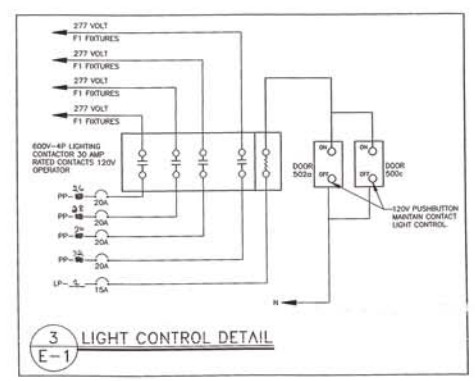 277 VOLT
F1 FIXTURES
277 VOLT
F1 FIXTURES
277 VOLT
F1 FIXTURES
277 VOLT
F1 FIXTURES
600V-4P LIGHTING
CONTACTOR 30 AMP
RATED CONTACTS 120V
OPERATOR
ON
ON
DOOR
502a
DOOR
500c
OFF
OFF
120V PUSHBUTTON
MAINTAIN CONTACT
LIGHT CONTROL
PP-
20A
PP-
20A
PP-
20A
PP-
20A
LP-
15A
N
3
E-1
LIGHT CONTROL DETAIL